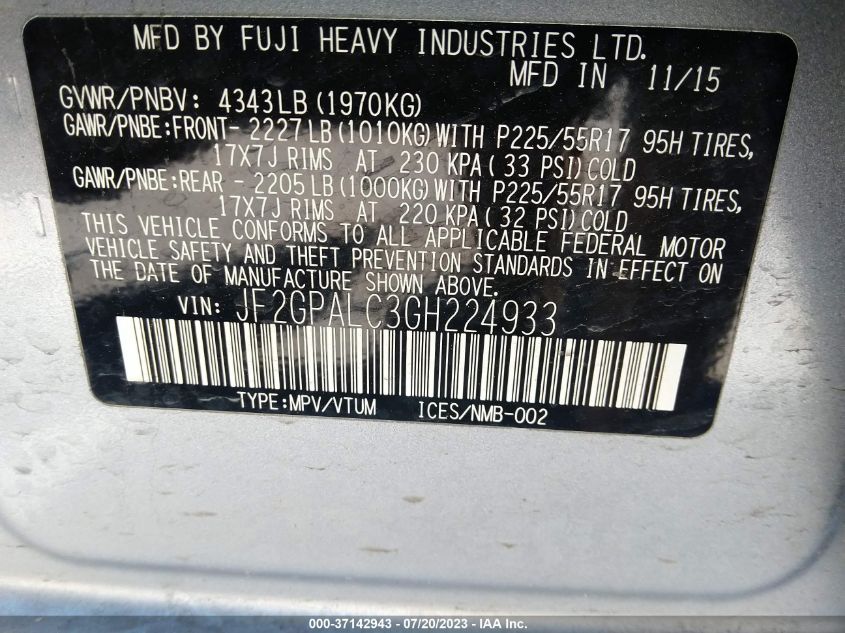 MFD BY FUJI HEAVY INDUSTRIES LTD.
MFD IN 11/15
GVWR/PNBV: 4343LB (1970KG)
GAWR/PNBE:FRONT- 2227 LB (1010KG) WITH P225/55R17 95H TIRES,
17X7J RIMS AT 230 KPA ( 33 PSI) COLD
GAWR/PNBE:REAR - 2205 LB (1000KG) WITH P225/55R17 95H TIRES,
17X7J RIMS AT 220 KPA ( 32 PSI) COLD
THIS VEHICLE CONFORMS TO ALL APPLICABLE FEDERAL MOTOR
VEHICLE SAFETY AND THEFT PREVENTION STANDARDS IN EFFECT ON
THE DATE OF MANUFACTURE SHOWN ABOVE.
VIN: JF2GPALC3GH224933
TYPE:MPV/VTUM ICES/NMB-002
000-37142943 - 07/20/2023 - IAA Inc.